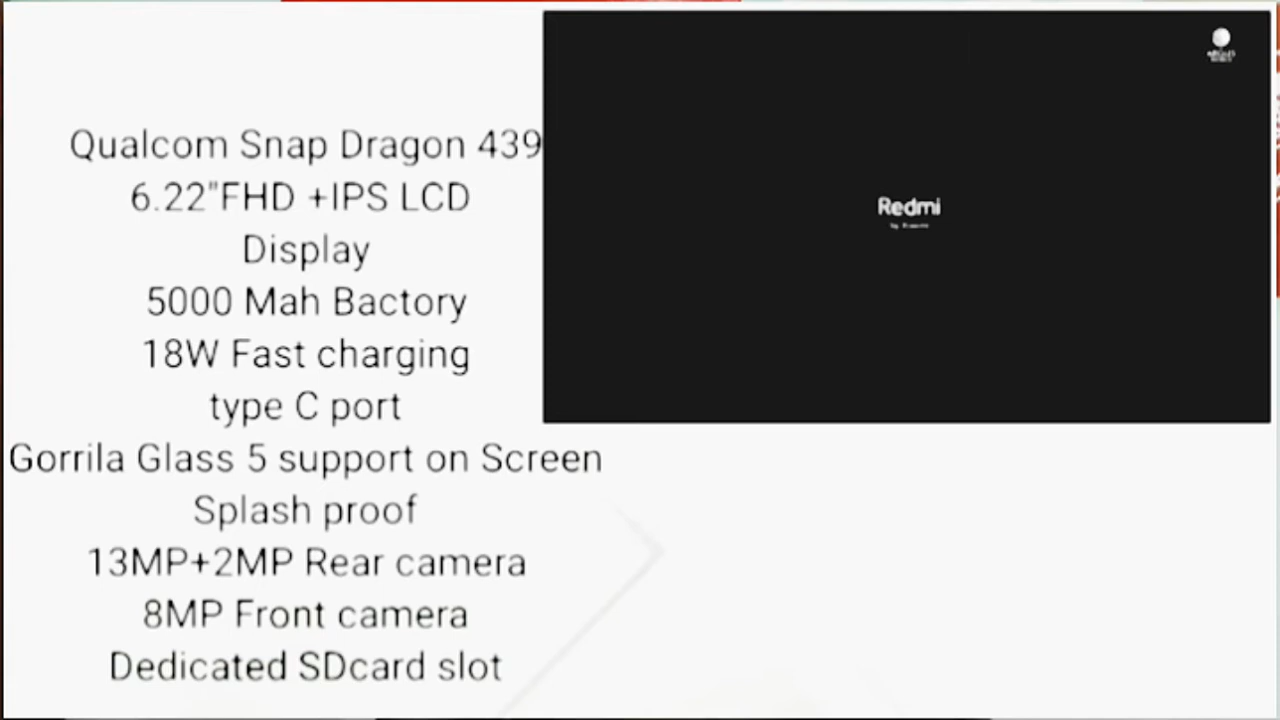 Qualcom Snap Dragon 439
6.22"FHD +IPS LCD
Display
5000 Mah Bactory
18W Fast charging
type C port
Gorrila Glass 5 support on Screen
Splash proof
13MP+2MP Rear camera
8MP Front camera
Dedicated SDcard slot
Redmi